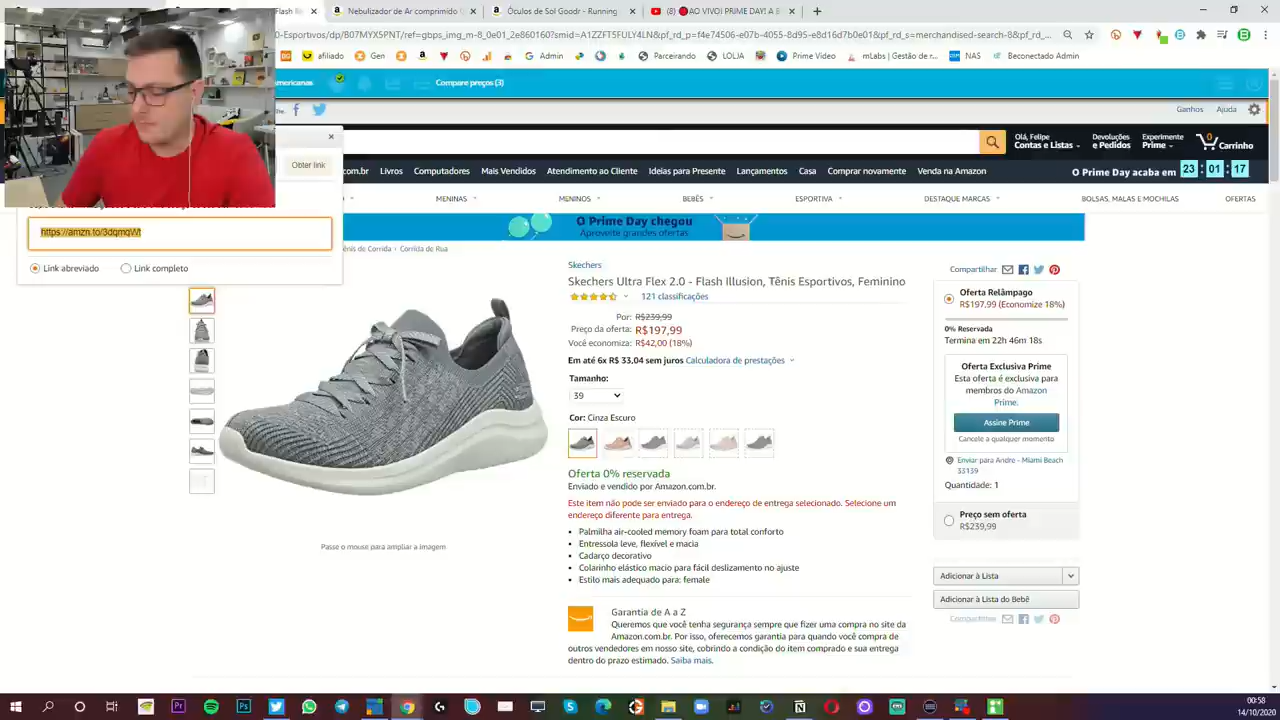 Flash Il
Nebulizador de Ar comprimido
Óculos de Sol Goodr - Running
AO VIVO! PRIME DAY! A B
0-Esportivos/dp/B07MYX5PNT/ref=gbps_img_m-8_0e01_2e860160?smid=A1ZZFT5FULY4LN&pf_rd_p=f4e74506-e07b-4055-8d95-e8d16d7b0e01&pf_rd_s=merchandised-search-8&pf_rd_
afiliado
Gen
Admin
Parceirando
LOLJA
Prime Video
mLabs | Gestão de r...
NAS
Beconectado Admin
americanas
Compare preços (3)
Ganhos
Ajuda
Obter link
Olá, Felipe
Contas e Listas
Devoluções
e Pedidos
Experimente
Prime
0
Carrinho
.com.br
Livros
Computadores
Mais Vendidos
Atendimento ao Cliente
Ideias para Presente
Lançamentos
Casa
Comprar novamente
Venda na Amazon
O Prime Day acaba em
23 : 01 : 17
MENINAS
MENINOS
BEBÊS
ESPORTIVA
DESTAQUE MARCAS
BOLSAS, MALAS E MOCHILAS
OFERTAS
O Prime Day chegou
Aproveite grandes ofertas
https://amzn.to/3dqmqWt
Link abreviado
Link completo
Tênis de Corrida › Corrida de Rua
Skechers
Skechers Ultra Flex 2.0 - Flash Illusion, Tênis Esportivos, Feminino
121 classificações
Por: R$239,99
Preço da oferta: R$197,99
Você economiza: R$42,00 (18%)
Em até 6x R$ 33,04 sem juros Calculadora de prestações
Tamanho:
39
Cor: Cinza Escuro
Oferta 0% reservada
Enviado e vendido por Amazon.com.br.
Este item não pode ser enviado para o endereço de entrega selecionado. Selecione um
endereço diferente para entrega.
• Palmilha air-cooled memory foam para total conforto
• Entressola leve, flexível e macia
• Cadarço decorativo
• Colarinho elástico macio para fácil deslizamento no ajuste
• Estilo mais adequado para: female
Garantia de A a Z
Queremos que você tenha segurança sempre que fizer uma compra no site da
Amazon.com.br. Por isso, oferecemos garantia para quando você compra de
outros vendedores em nosso site, cobrindo a condição do item comprado e sua entrega
dentro do prazo estimado. Saiba mais.
Passe o mouse para ampliar a imagem
Compartilhar
Oferta Relâmpago
R$197,99 (Economize 18%)
0% Reservada
Termina em 22h 46m 18s
Oferta Exclusiva Prime
Esta oferta é exclusiva para
membros do Amazon
Prime.
Assine Prime
Cancele a qualquer momento
Enviar para Andre - Miami Beach
33139
Quantidade: 1
Preço sem oferta
R$239,99
Adicionar à Lista
Adicionar à Lista do Bebê
Compartilhar
00:58
14/10/2020